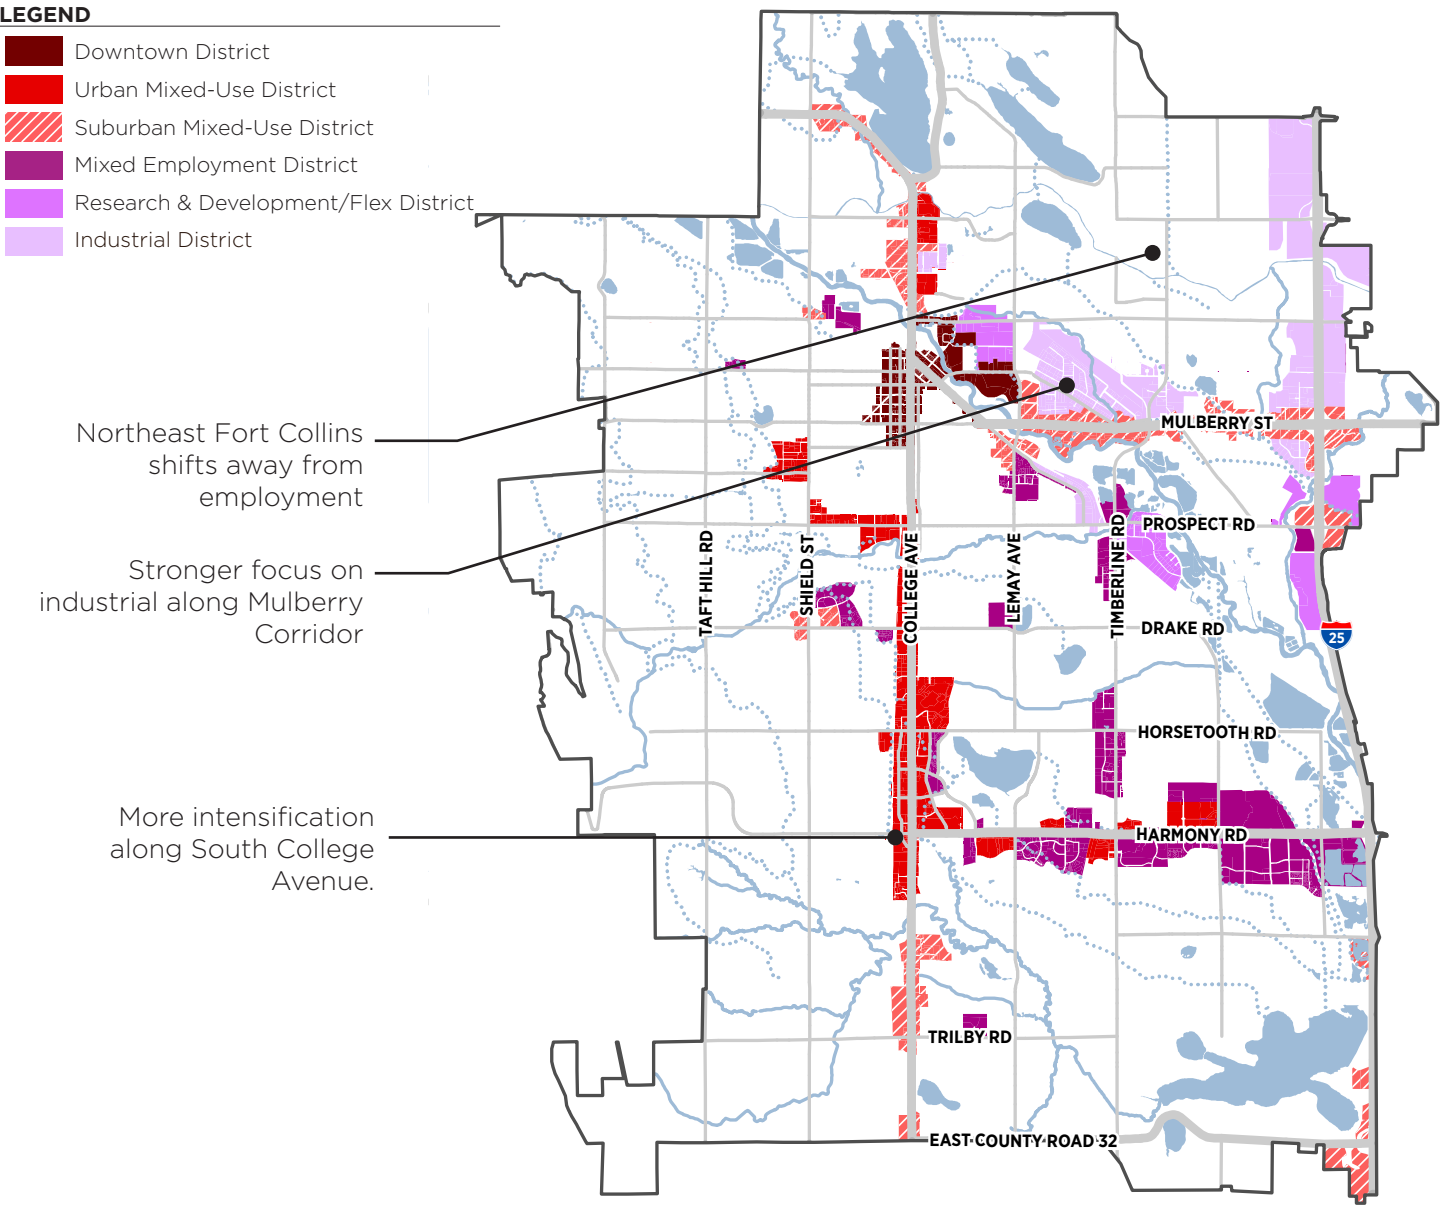 LEGEND
Downtown District
Urban Mixed-Use District
Suburban Mixed-Use District
Mixed Employment District
Research & Development/Flex District
Industrial District
Northeast Fort Collins
shifts away from
employment
Stronger focus on
industrial along Mulberry
Corridor
More intensification
along South College
Avenue.
MULBERRY ST
PROSPECT RD
TAFT HILL RD
SHIELD ST
COLLEGE AVE
LEMAY AVE
TIMBERLINE RD
DRAKE RD
25
HORSETOOTH RD
HARMONY RD
TRILBY RD
EAST COUNTY ROAD 32